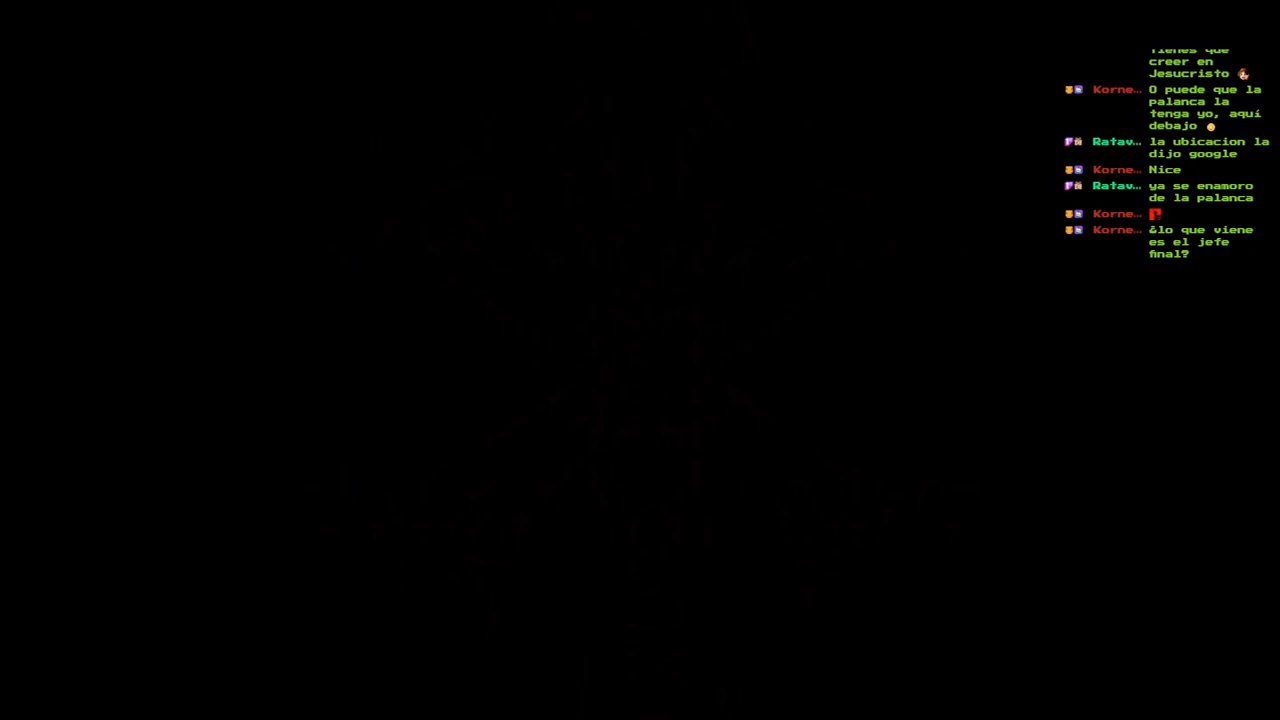 Tienes que
creer en
Jesucristo
Korne... O puede que la
palanca la
tenga yo, aquí
debajo
Ratav... la ubicacion la
dijo google
Korne... Nice
Ratav... ya se enamoro
de la palanca
Korne...
Korne... ¿lo que viene
es el jefe
final?